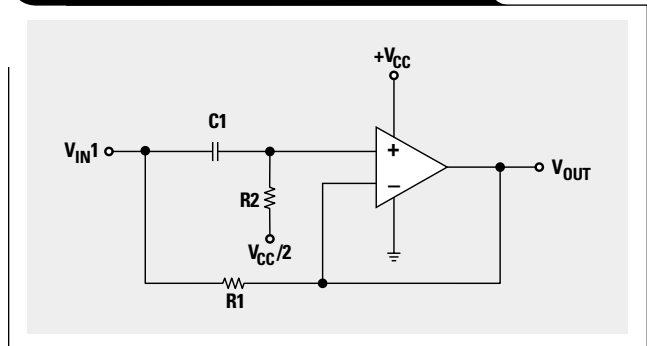 +VCC
C1
VIN1
+
VOUT
−
R2
VCC/2
R1